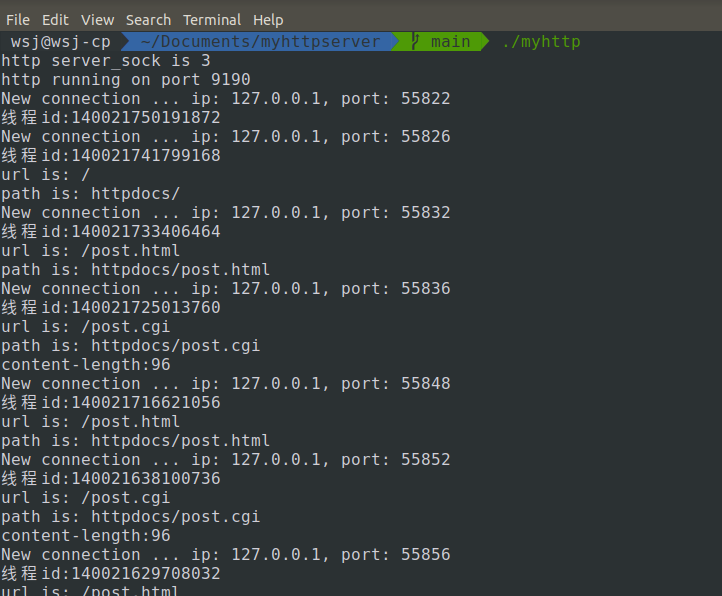 File Edit View Search Terminal Help
wsj@wsj-cp ~/Documents/myhttpserver main ./myhttp
http server_sock is 3
http running on port 9190
New connection ... ip: 127.0.0.1, port: 55822
线程id:140021750191872
New connection ... ip: 127.0.0.1, port: 55826
线程id:140021741799168
url is: /
path is: httpdocs/
New connection ... ip: 127.0.0.1, port: 55832
线程id:140021733406464
url is: /post.html
path is: httpdocs/post.html
New connection ... ip: 127.0.0.1, port: 55836
线程id:140021725013760
url is: /post.cgi
path is: httpdocs/post.cgi
content-length:96
New connection ... ip: 127.0.0.1, port: 55848
线程id:140021716621056
url is: /post.html
path is: httpdocs/post.html
New connection ... ip: 127.0.0.1, port: 55852
线程id:140021638100736
url is: /post.cgi
path is: httpdocs/post.cgi
content-length:96
New connection ... ip: 127.0.0.1, port: 55856
线程id:140021629708032
url is: /post.html